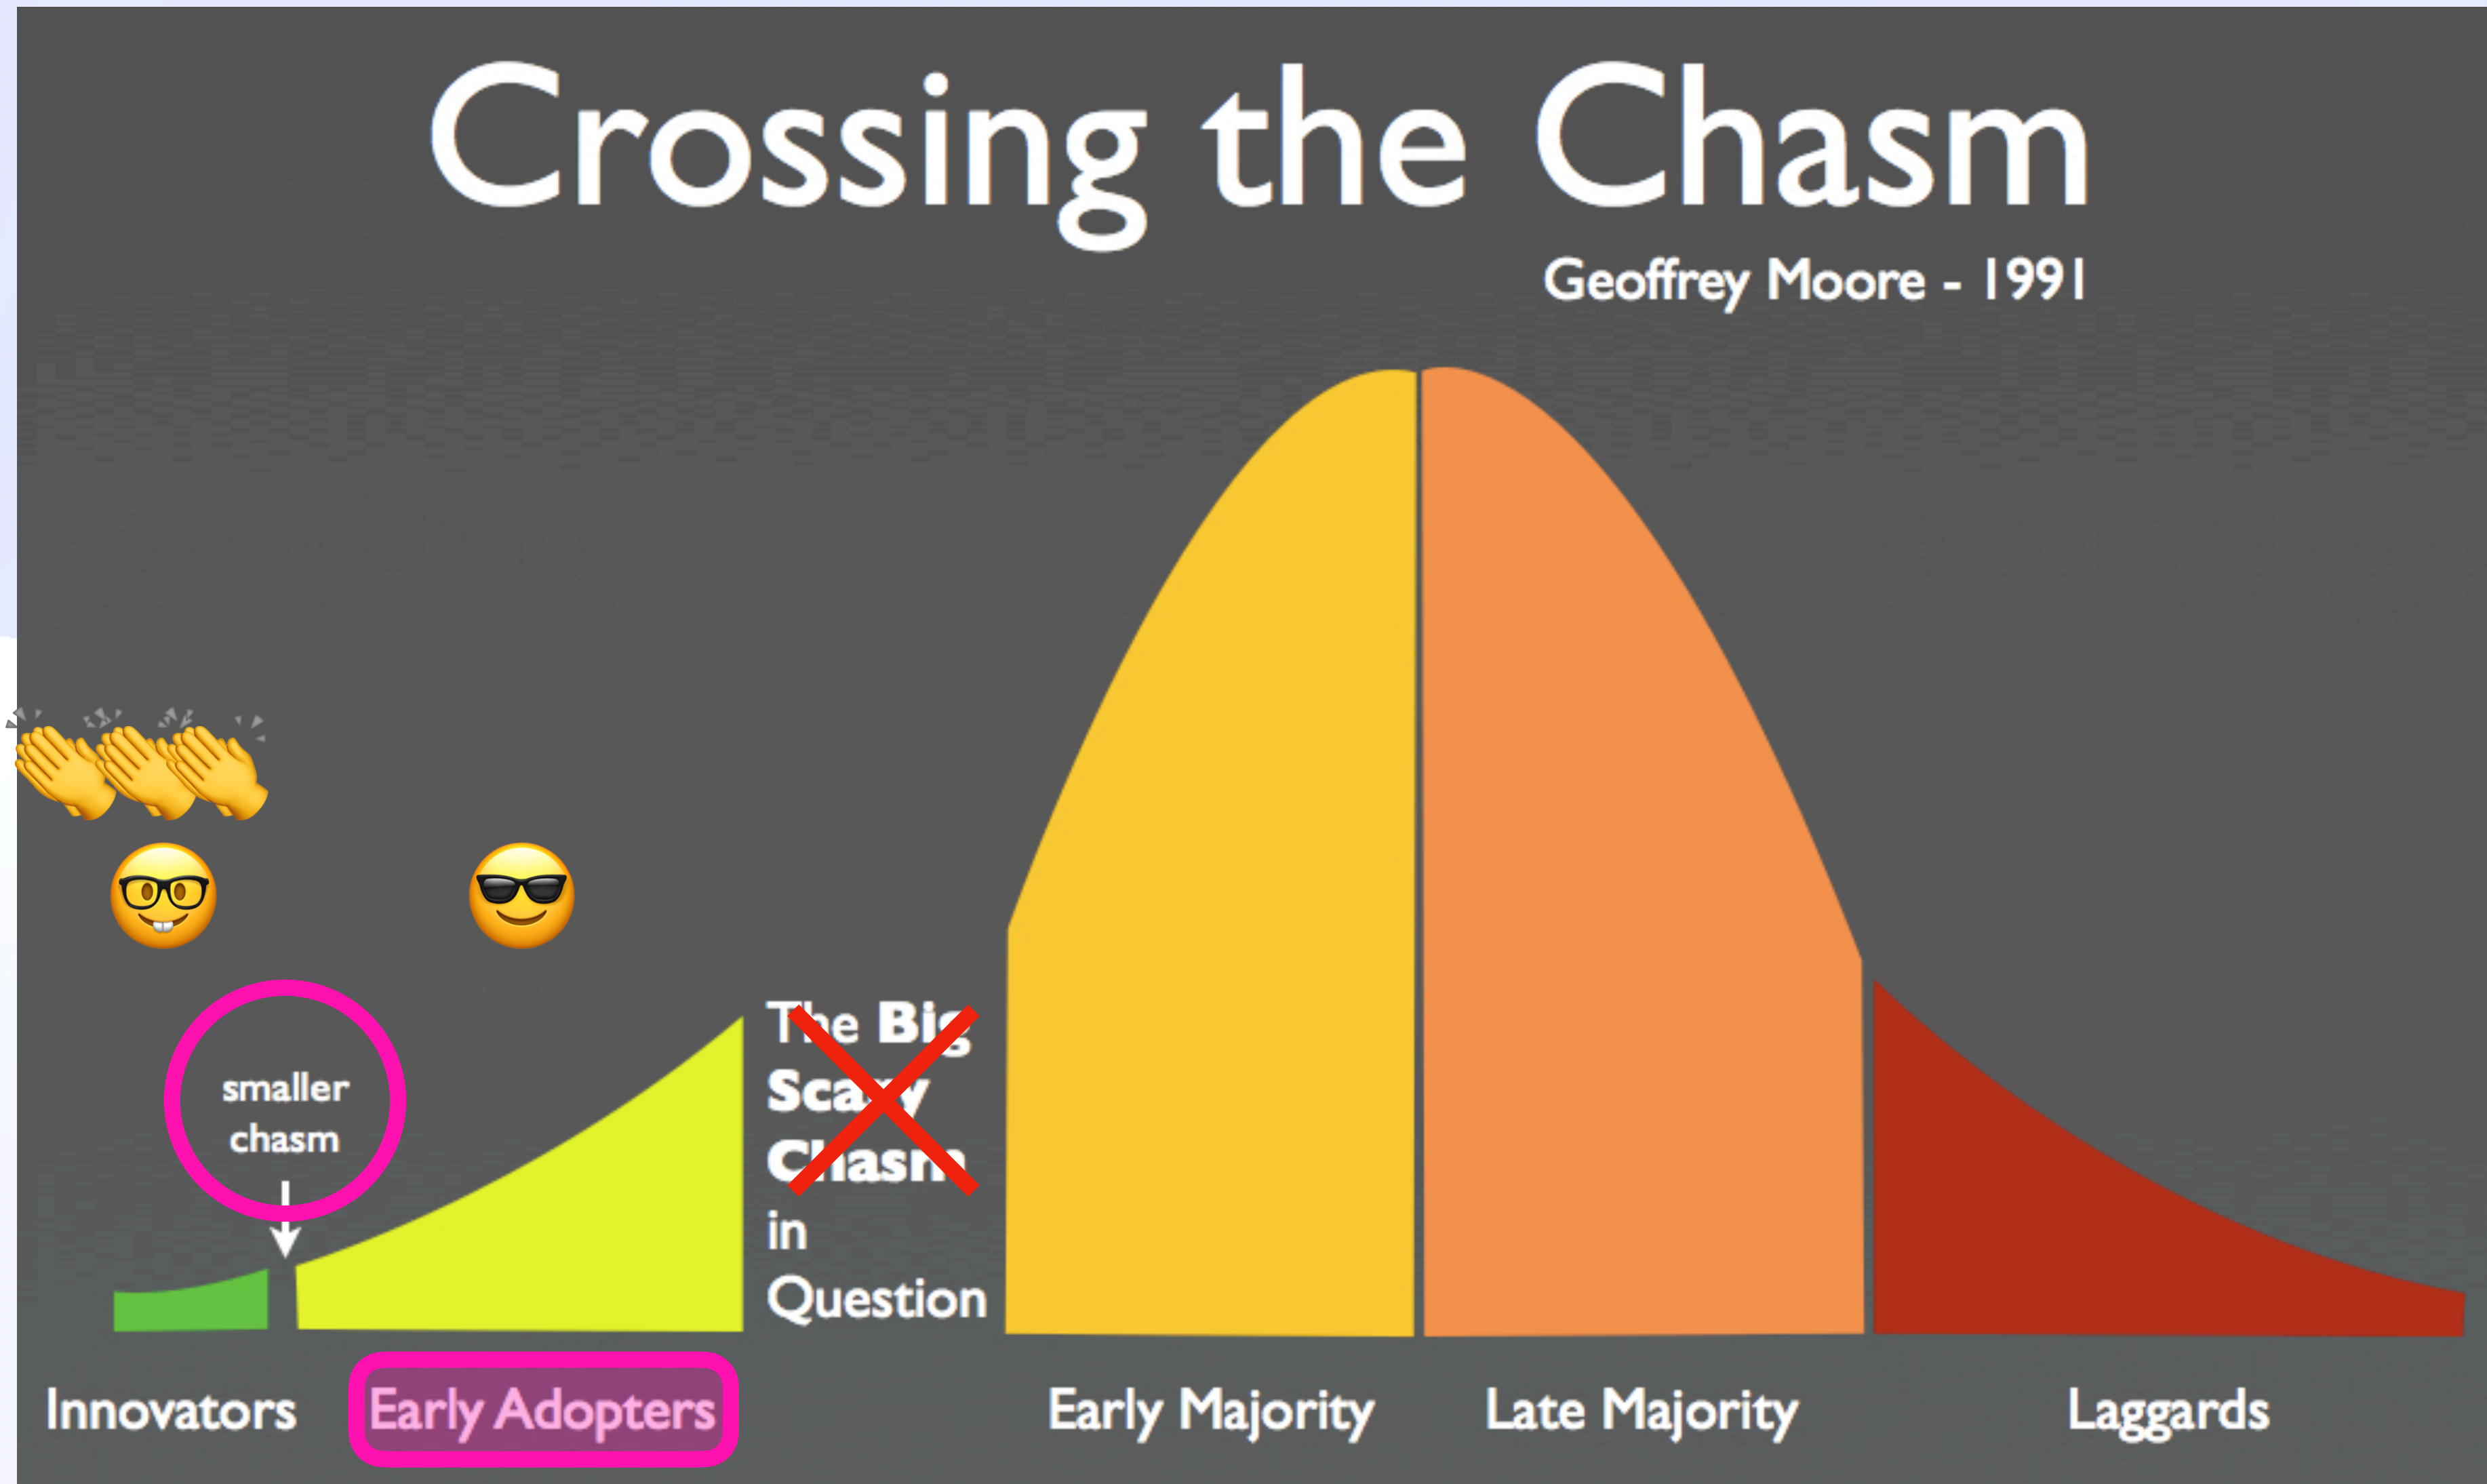 Crossing the Chasm
Geoffrey Moore - 1991
smaller
chasm
The Big
Scary
Chasm
in
Question
Innovators
Early Adopters
Early Majority
Late Majority
Laggards